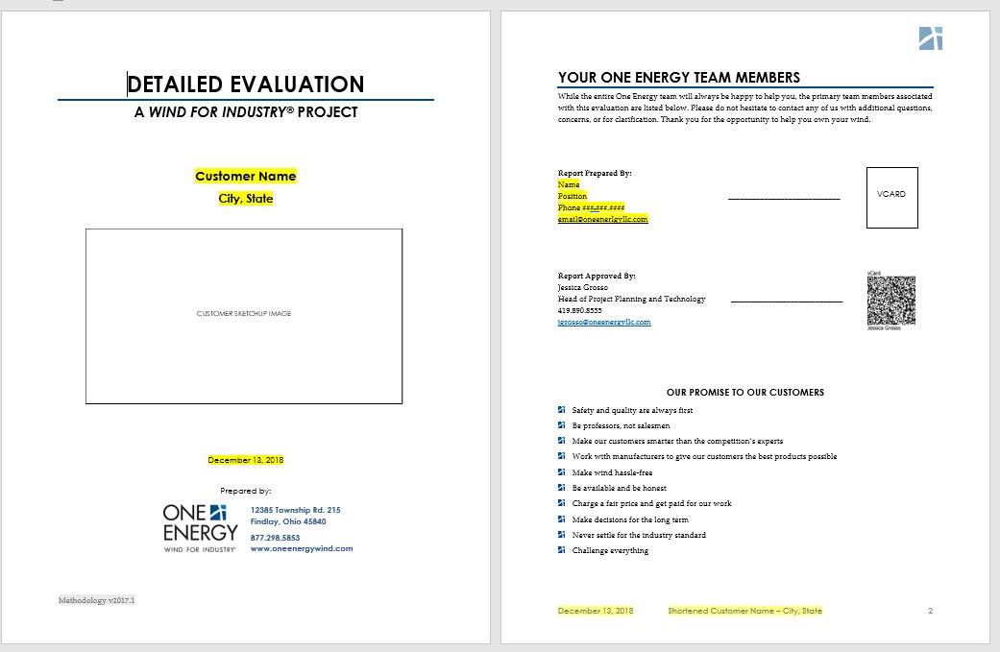 DETAILED EVALUATION
A WIND FOR INDUSTRY® PROJECT
Customer Name
City, State
CUSTOMER SKETCHUP IMAGE
December 13, 2018
Prepared by:
ONE
ENERGY
WIND FOR INDUSTRY®
12385 Township Rd. 215
Findlay, Ohio 45840
877.298.5853
www.oneenergywind.com
Methodology v2017.1
YOUR ONE ENERGY TEAM MEMBERS
While the entire One Energy team will always be happy to help you, the primary team members associated
with this evaluation are listed below. Please do not hesitate to contact any of us with additional questions,
concerns, or for clarification. Thank you for the opportunity to help you own your wind.
Report Prepared By:
Name
Position
Phone ###.###.####
email@oneenerlgyllc.com
____________________________
VCARD
Report Approved By:
Jessica Grosso
Head of Project Planning and Technology
419.890.8555
jgrosso@oneenergyllc.com
____________________________
vCard
Jessica Grosso
OUR PROMISE TO OUR CUSTOMERS
Safety and quality are always first
Be professors, not salesmen
Make our customers smarter than the competition's experts
Work with manufacturers to give our customers the best products possible
Make wind hassle-free
Be available and be honest
Charge a fair price and get paid for our work
Make decisions for the long term
Never settle for the industry standard
Challenge everything
December 13, 2018 Shortened Customer Name – City, State 2